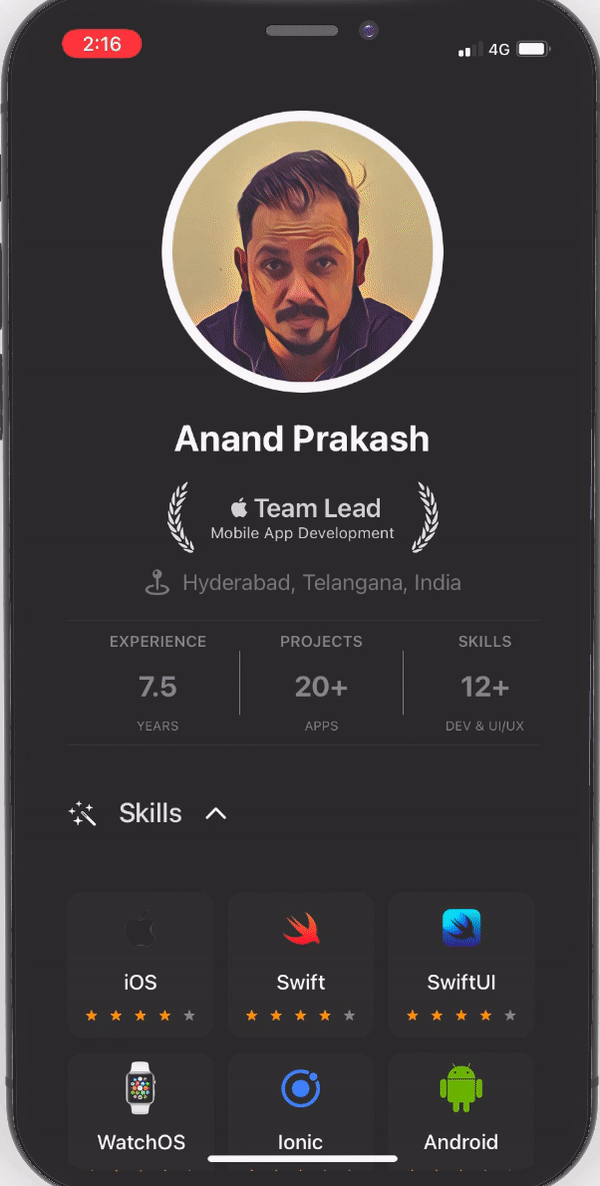 2:16
4G
Anand Prakash
Team Lead
Mobile App Development
Hyderabad, Telangana, India
EXPERIENCE PROJECTS SKILLS
7.5 20+ 12+
YEARS APPS DEV & UI/UX
Skills
iOS Swift SwiftUI
WatchOS Ionic Android